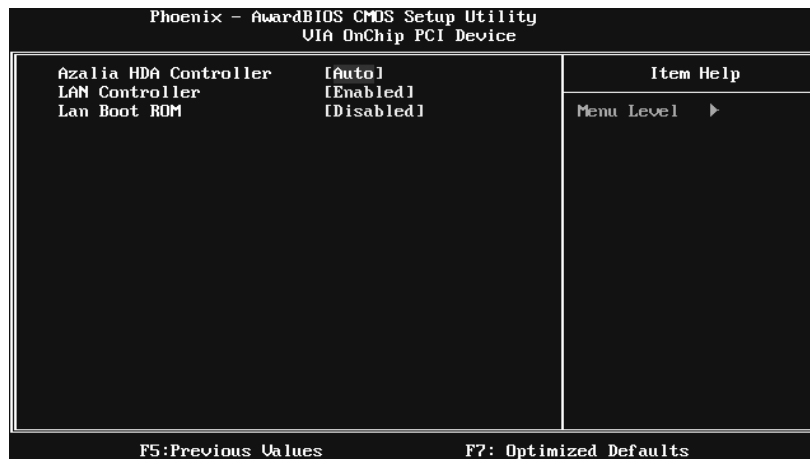 Phoenix - AwardBIOS CMOS Setup Utility
VIA OnChip PCI Device
Azalia HDA Controller [Auto]
LAN Controller [Enabled]
Lan Boot ROM [Disabled]
Item Help
Menu Level ▶
F5:Previous Values F7: Optimized Defaults